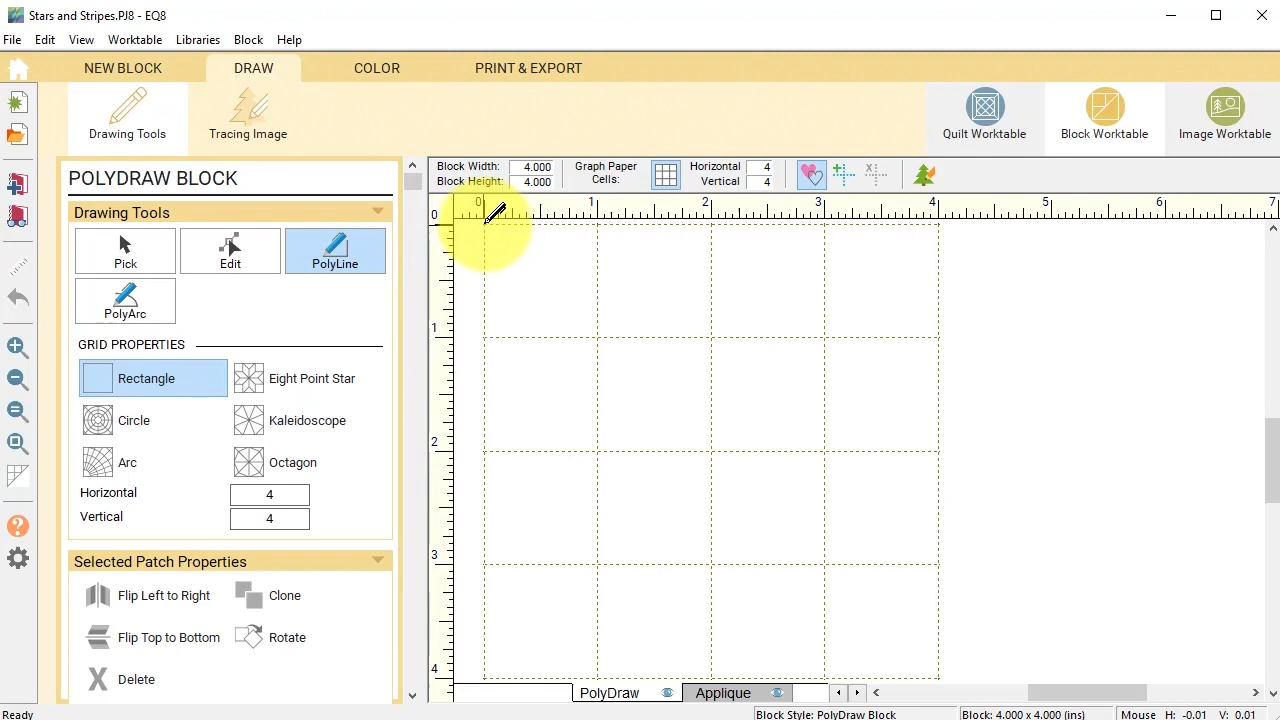 Stars and Stripes.PJ8 - EQ8
File Edit View Worktable Libraries Block Help
NEW BLOCK DRAW COLOR PRINT & EXPORT
Drawing Tools Tracing Image Quilt Worktable Block Worktable Image Worktable
POLYDRAW BLOCK
Drawing Tools
Pick Edit PolyLine
PolyArc
GRID PROPERTIES
Rectangle Eight Point Star
Circle Kaleidoscope
Arc Octagon
Horizontal 4
Vertical 4
Selected Patch Properties
Flip Left to Right Clone
Flip Top to Bottom Rotate
Delete
Block Width: 4.000 Graph Paper Horizontal 4
Block Height: 4.000 Cells: Vertical 4
0 0 1 2 3 4 5 6 7
1
2
3
4
PolyDraw Applique
Ready Block Style: PolyDraw Block Block: 4.000 x 4.000 (ins) Mouse H: -0.01 V: 0.01